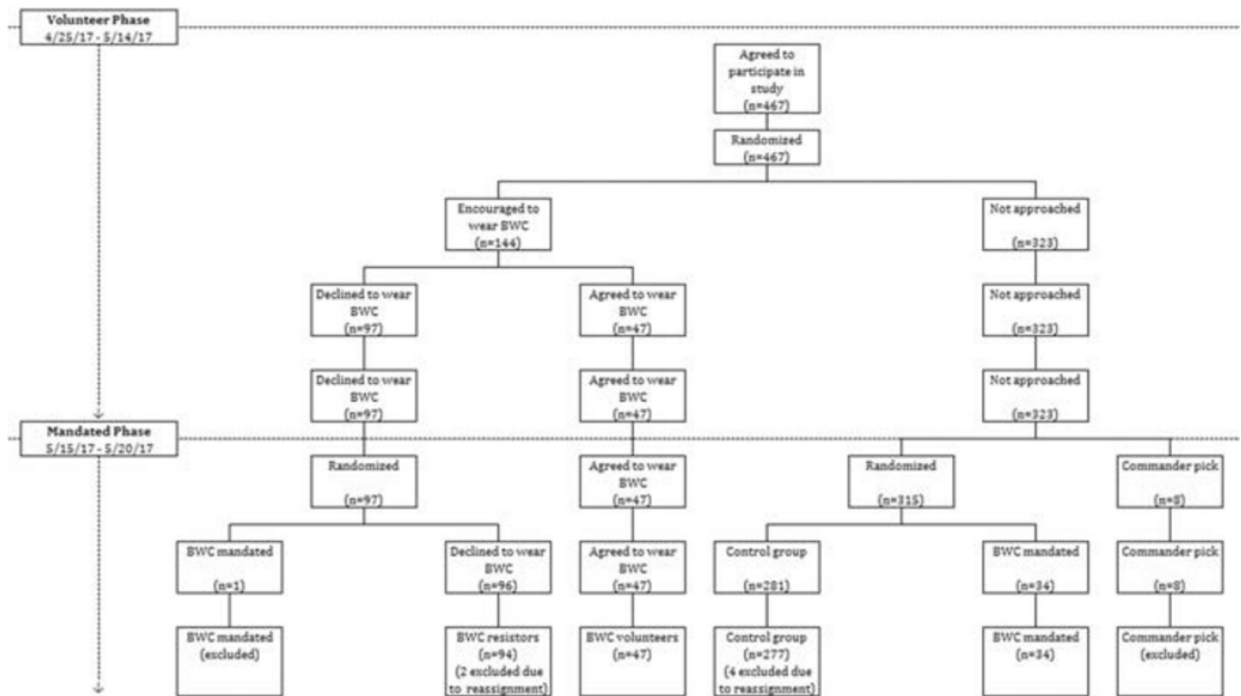 Volunteer Phase
4/25/17 - 5/14/17
Agreed to
participate in
study
(n=467)
Randomized
(n=467)
Encouraged to
wear BWC
(n=144)
Not approached
(n=323)
Declined to wear
BWC
(n=97)
Agreed to wear
BWC
(n=47)
Not approached
(n=323)
Declined to wear
BWC
(n=97)
Agreed to wear
BWC
(n=47)
Not approached
(n=323)
Mandated Phase
5/15/17 - 5/20/17
Randomized
(n=97)
Agreed to wear
BWC
(n=47)
Randomized
(n=315)
Commander pick
(n=8)
BWC mandated
(n=1)
Declined to wear
BWC
(n=96)
Agreed to wear
BWC
(n=47)
Control group
(n=281)
BWC mandated
(n=34)
Commander pick
(n=8)
BWC mandated
(excluded)
BWC resistors
(n=94)
(2 excluded due
to reassignment)
BWC volunteers
(n=47)
Control group
(n=277)
(4 excluded due
to reassignment)
BWC mandated
(n=34)
Commander pick
(excluded)